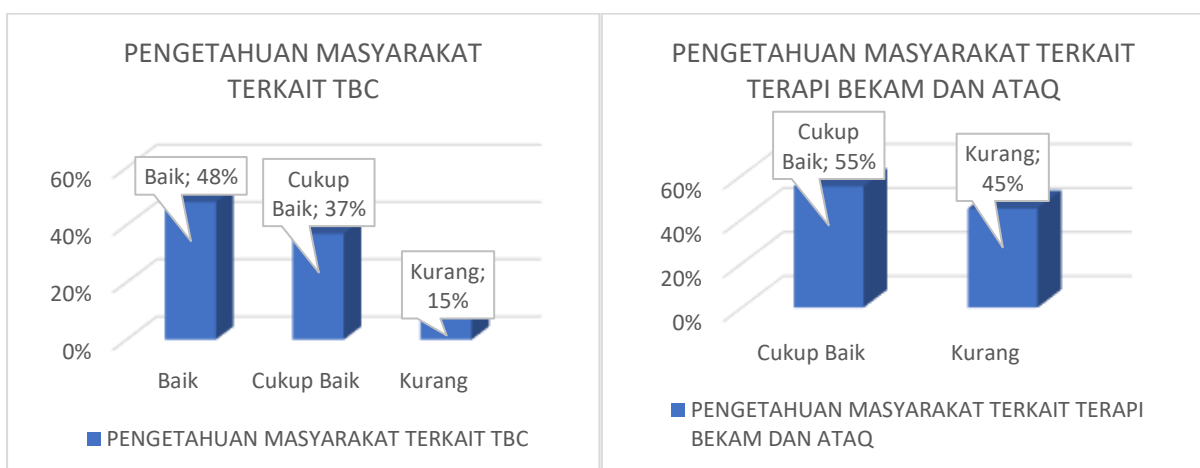 PENGETAHUAN MASYARAKAT
TERKAIT TBC
Baik; 48%
Cukup
Baik; 37%
Kurang;
15%
60%
40%
20%
0%
Baik
Cukup Baik
Kurang
PENGETAHUAN MASYARAKAT TERKAIT TBC
PENGETAHUAN MASYARAKAT TERKAIT
TERAPI BEKAM DAN ATAQ
Cukup
Baik; 55%
Kurang;
45%
60%
40%
20%
0%
Cukup Baik
Kurang
PENGETAHUAN MASYARAKAT TERKAIT TERAPI
BEKAM DAN ATAQ